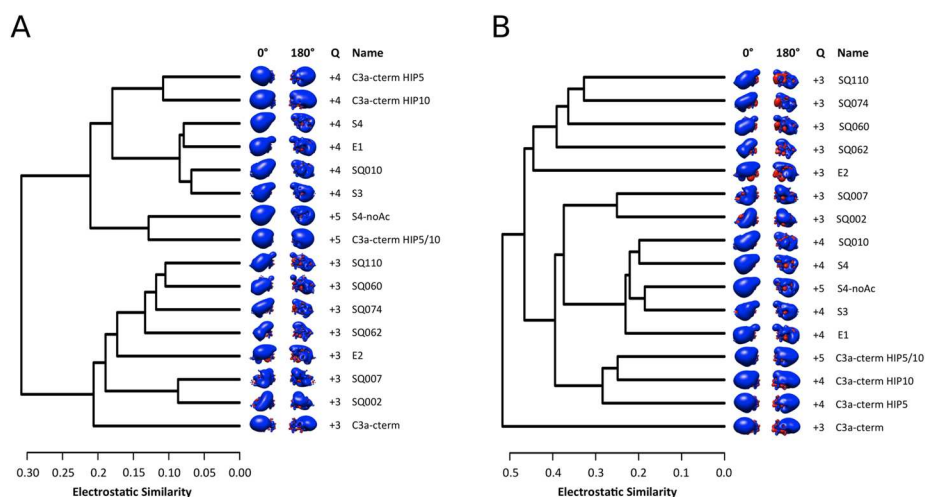 A
0° 180° Q Name
+4 C3a-cterm HIP5
+4 C3a-cterm HIP10
+4 S4
+4 E1
+4 SQ010
+4 S3
+5 S4-noAc
+5 C3a-cterm HIP5/10
+3 SQ110
+3 SQ060
+3 SQ074
+3 SQ062
+3 E2
+3 SQ007
+3 SQ002
+3 C3a-cterm
0.30 0.25 0.2 0.15 0.10 0.05 0.00
Electrostatic Similarity
B
0° 180° Q Name
+3 SQ110
+3 SQ074
+3 SQ060
+3 SQ062
+3 E2
+3 SQ007
+3 SQ002
+4 SQ010
+4 S4
+5 S4-noAc
+4 S3
+4 E1
+5 C3a-cterm HIP5/10
+4 C3a-cterm HIP10
+4 C3a-cterm HIP5
+3 C3a-cterm
0.5 0.4 0.3 0.2 0.1 0.0
Electrostatic Similarity